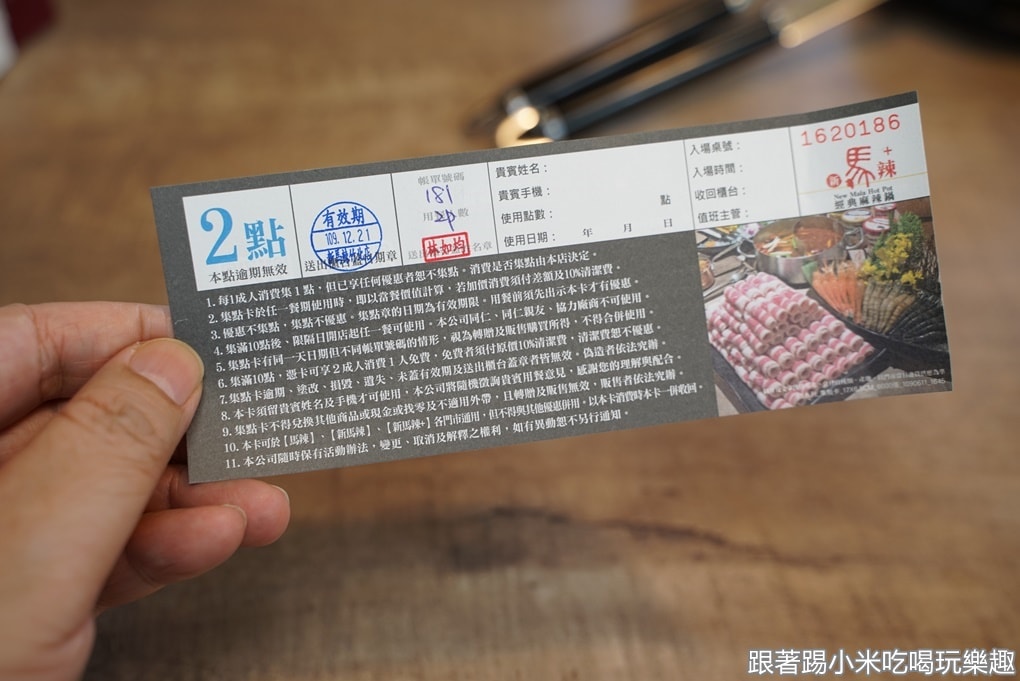 2點
本點逾期無效
有效期
109.12.21
帳單號碼
181
林如均
貴賓姓名：
貴賓手機：
使用點數： 點
使用日期： 年 月 日
入場桌號：
入場時間：
收回櫃台：
值班主管：
1620186
新馬辣+
New Mala Hot Pot
經典麻辣鍋
1. 每1成人消費集1點，但已享任何優惠者恕不集點。消費是否集點由本店決定。
2. 集點卡於任一餐期使用時，即以當餐價值計算，若加價消費須付差額及10%清潔費。
3. 優惠不集點、集點不優惠。集點章的日期為有效期限。用餐前須先出示本卡才有優惠。
4. 集滿10點後，限隔日開店起任一餐可使用。本公司同仁、同仁親友、協力廠商不可使用。
5. 集點卡有同一天日期但不同帳單號碼的情形，視為轉贈及販售購買所得，不得合併使用。
6. 集滿10點，憑卡可享2成人消費1人免費，免費者須付原價10%清潔費，清潔費恕不優惠。
7. 集點卡逾期、塗改、損毀、遺失、未蓋有效期及送出櫃台蓋章者皆無效。偽造者依法究辦。
8. 本卡須留貴賓姓名及手機才可使用，本公司將隨機徵詢貴賓用餐意見，感謝您的理解與配合。
9. 集點卡不得兌換其他商品或現金或找零及不適用外帶，且轉贈及販售無效，販售者依法究辦。
10. 本卡可於【馬辣】、【新馬辣】、【新馬辣+】各門市通用，但不得與其他優惠併用。以本卡消費時本卡一併收回。
11. 本公司隨時保有活動辦法，變更、取消及解釋之權利，如有異動恕不另行通知。
跟著踢小米吃喝玩樂趣